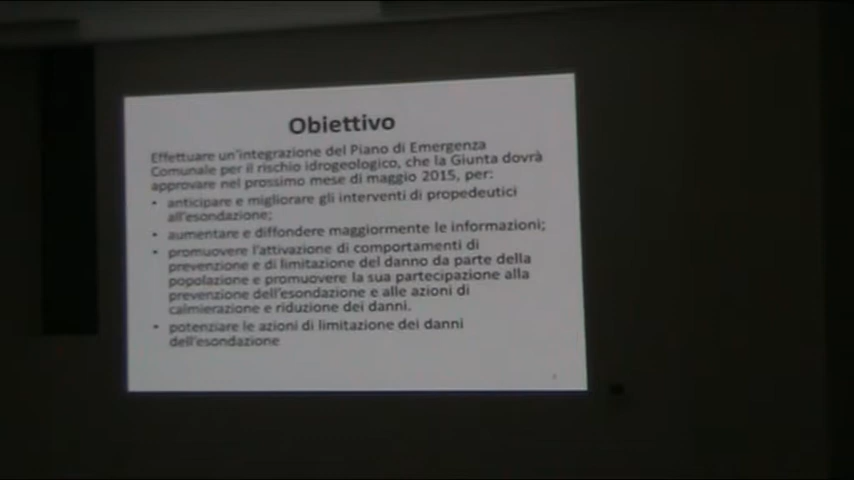 Obiettivo
Effettuare un'integrazione del Piano di Emergenza
Comunale per il rischio idrogeologico, che la Giunta dovrà
approvare nel prossimo mese di maggio 2015, per:
• anticipare e migliorare gli interventi di propedeutici
all'esondazione;
• aumentare e diffondere maggiormente le informazioni;
• promuovere l'attivazione di comportamenti di
prevenzione e di limitazione del danno da parte della
popolazione e promuovere la sua partecipazione alla
prevenzione dell'esondazione e alle azioni di
calmierazione e riduzione dei danni.
• potenziare le azioni di limitazione dei danni
dell'esondazione